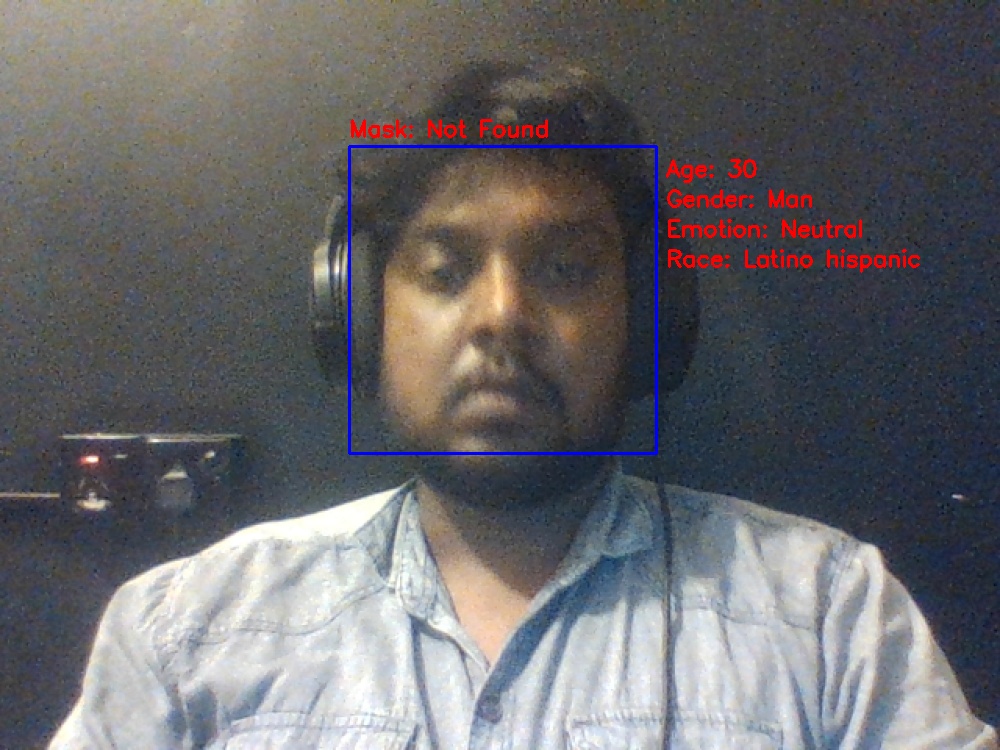 Mask: Not Found
Age: 30
Gender: Man
Emotion: Neutral
Race: Latino hispanic